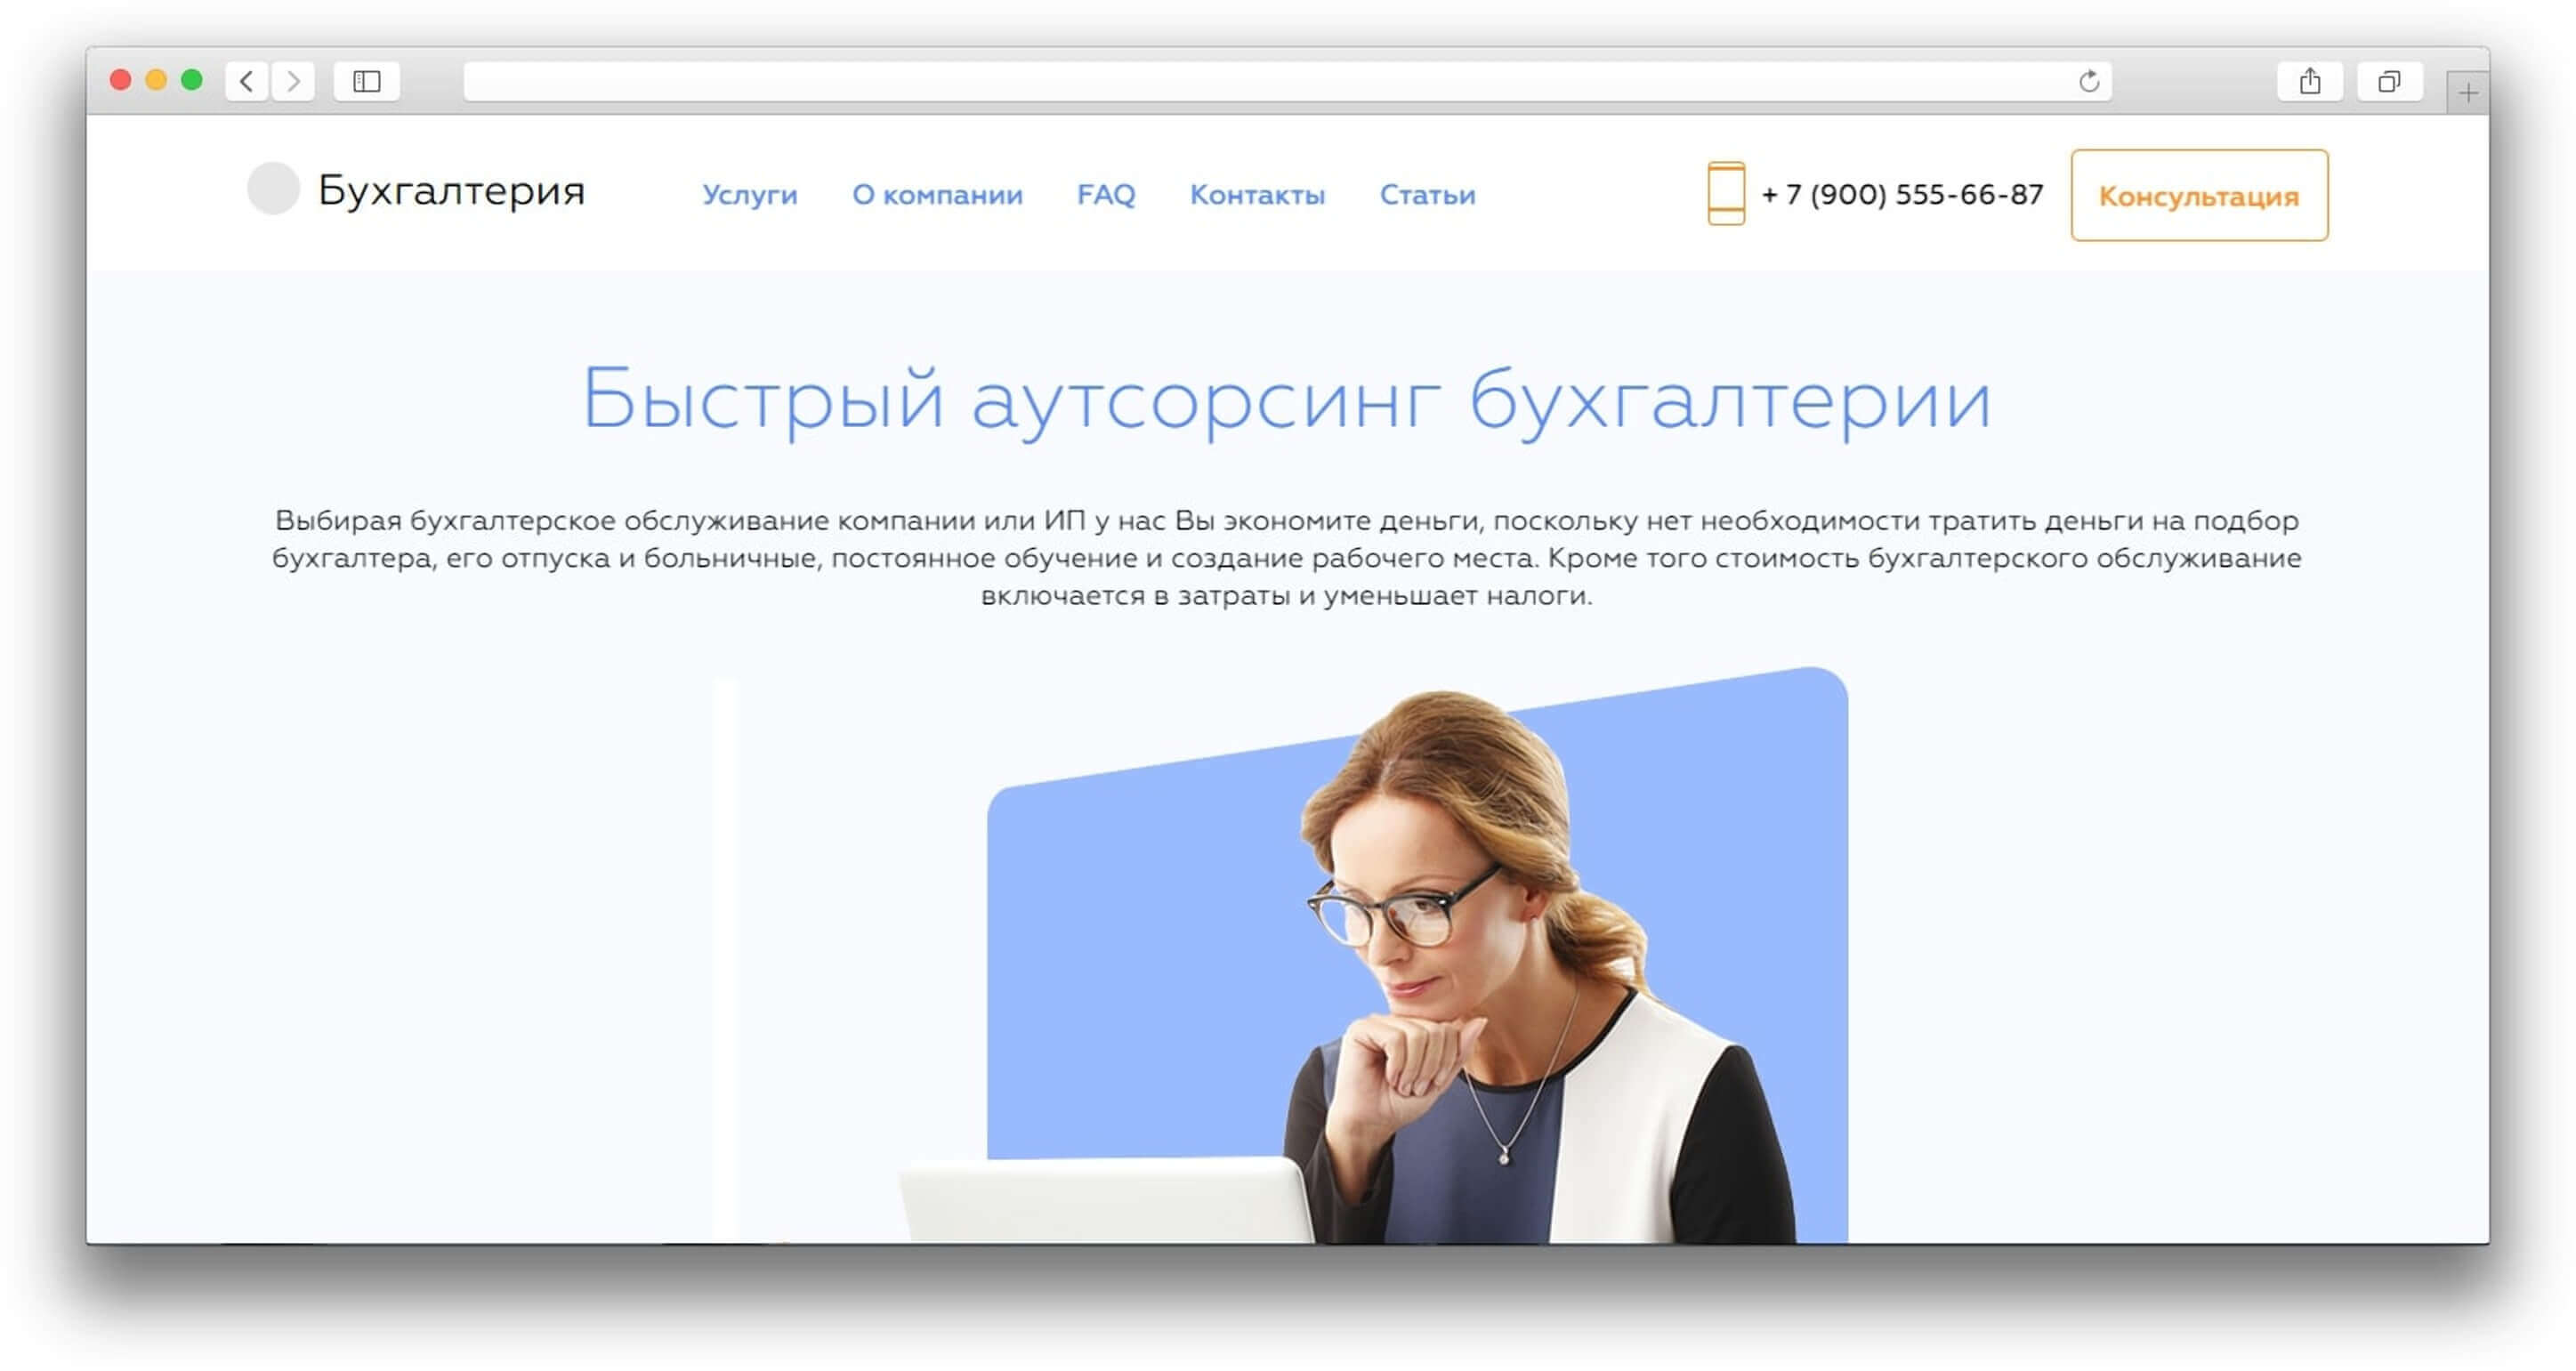 Бухгалтерия
Услуги О компании FAQ Контакты Статьи
+ 7 (900) 555-66-87
Консультация
Быстрый аутсорсинг бухгалтерии
Выбирая бухгалтерское обслуживание компании или ИП у нас Вы экономите деньги, поскольку нет необходимости тратить деньги на подбор
бухгалтера, его отпуска и больничные, постоянное обучение и создание рабочего места. Кроме того стоимость бухгалтерского обслуживание
включается в затраты и уменьшает налоги.